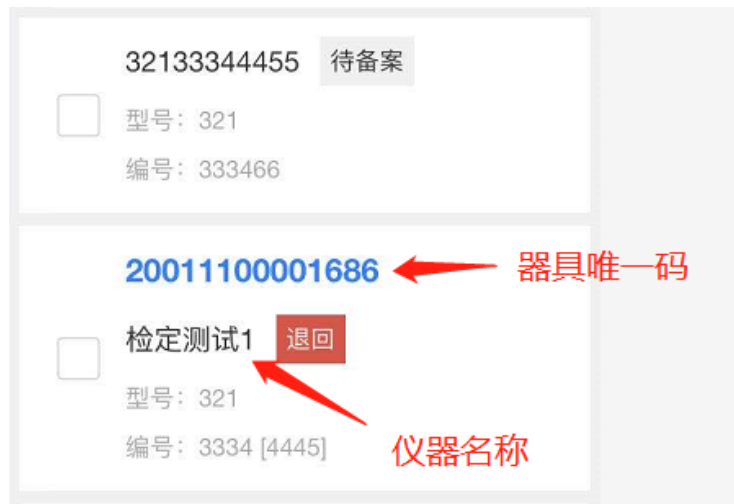 32133344455 待备案
型号：321
编号：333466
20011100001686 器具唯一码
检定测试1 退回
型号：321
编号：3334 [4445]
仪器名称